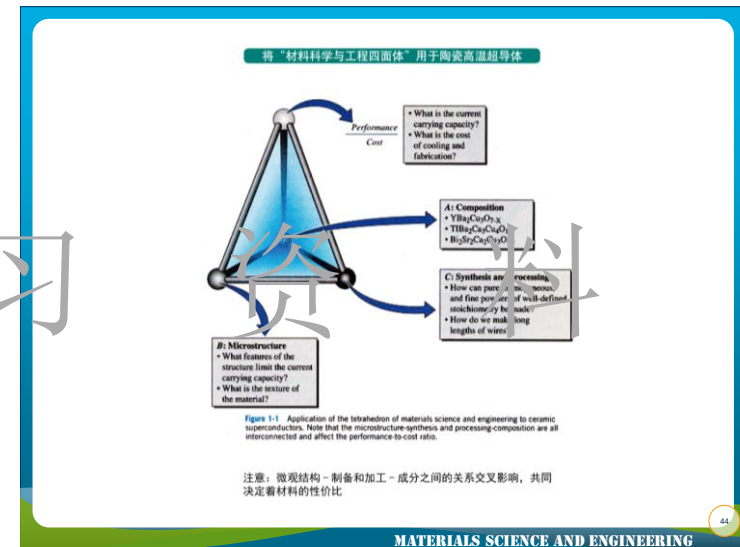 将“材料科学与工程四面体”用于陶瓷高温超导体
Performance
Cost
• What is the current
carrying capacity?
• What is the cost
of cooling and
fabrication?
A: Composition
• YBa2Cu3O7-X
• TlBa2Ca3Cu4O
• Bi2Sr2Ca2Cu3O
C: Synthesis and processing
• How can pure, homogeneous,
and fine powders of well-defined
stoichiometry be made?
• How do we make long
lengths of wires?
B: Microstructure
• What features of the
structure limit the current
carrying capacity?
• What is the texture of
the material?
Figure 1-1 Application of the tetrahedron of materials science and engineering to ceramic
superconductors. Note that the microstructure-synthesis and processing-composition are all
interconnected and affect the performance-to-cost ratio.
注意：微观结构－制备和加工－成分之间的关系交叉影响，共同
决定着材料的性价比
习 资 料
44
MATERIALS SCIENCE AND ENGINEERING